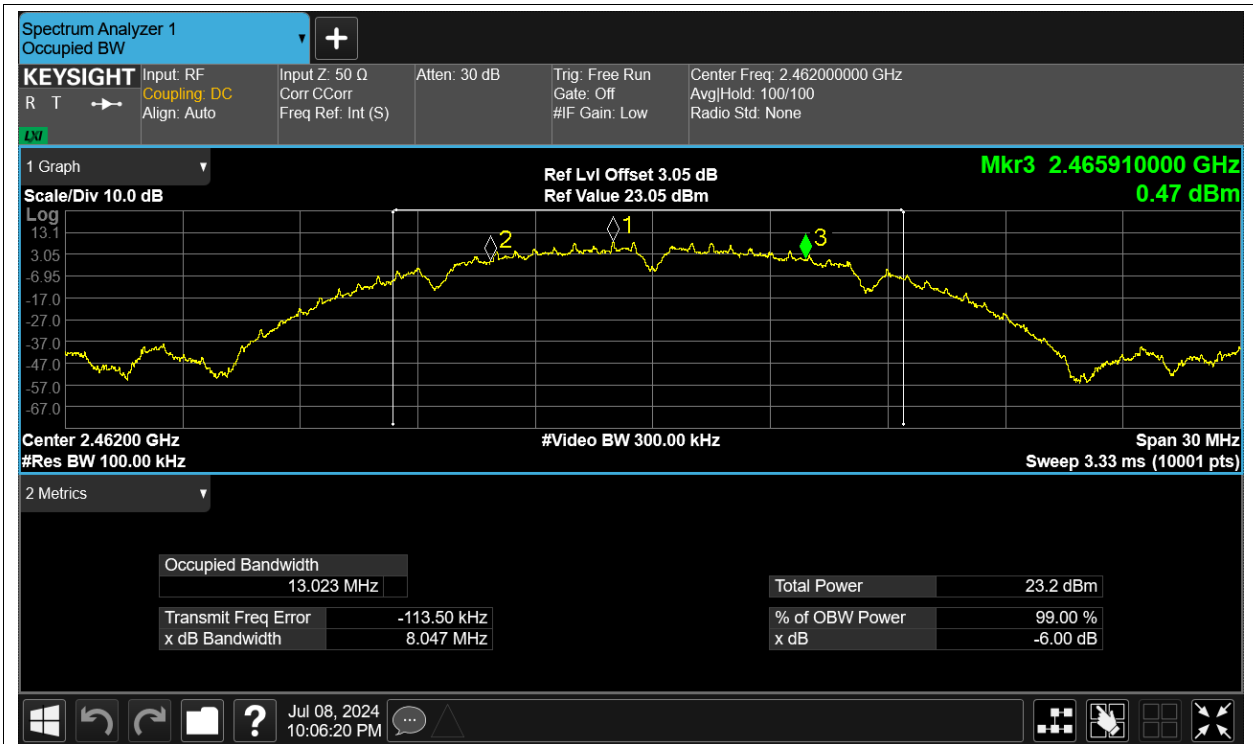 Spectrum Analyzer 1
Occupied BW
KEYSIGHT
R T
LXI
Input: RF
Coupling: DC
Align: Auto
Input Z: 50 Ω
Corr CCorr
Freq Ref: Int (S)
Atten: 30 dB
Trig: Free Run
Gate: Off
#IF Gain: Low
Center Freq: 2.462000000 GHz
Avg|Hold: 100/100
Radio Std: None
1 Graph
Scale/Div 10.0 dB
Ref Lvl Offset 3.05 dB
Ref Value 23.05 dBm
Mkr3 2.465910000 GHz
0.47 dBm
Log
13.1
3.05
-6.95
-17.0
-27.0
-37.0
-47.0
-57.0
-67.0
2
1
3
Center 2.46200 GHz
#Res BW 100.00 kHz
#Video BW 300.00 kHz
Span 30 MHz
Sweep 3.33 ms (10001 pts)
2 Metrics
Occupied Bandwidth
13.023 MHz
Transmit Freq Error -113.50 kHz
x dB Bandwidth 8.047 MHz
Total Power 23.2 dBm
% of OBW Power 99.00 %
x dB -6.00 dB
?
Jul 08, 2024
10:06:20 PM